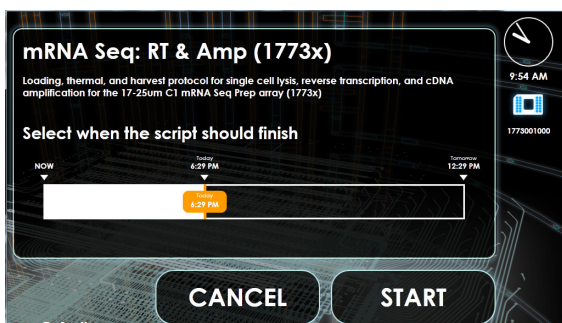 mRNA Seq: RT & Amp (1773x)
Loading, thermal, and harvest protocol for single cell lysis, reverse transcription, and cDNA
amplification for the 17-25um C1 mRNA Seq Prep array (1773x)
9:54 AM
1773001000
Select when the script should finish
NOW
Today
6:29 PM
Tomorrow
12:29 PM
Today
6:29 PM
CANCEL
START